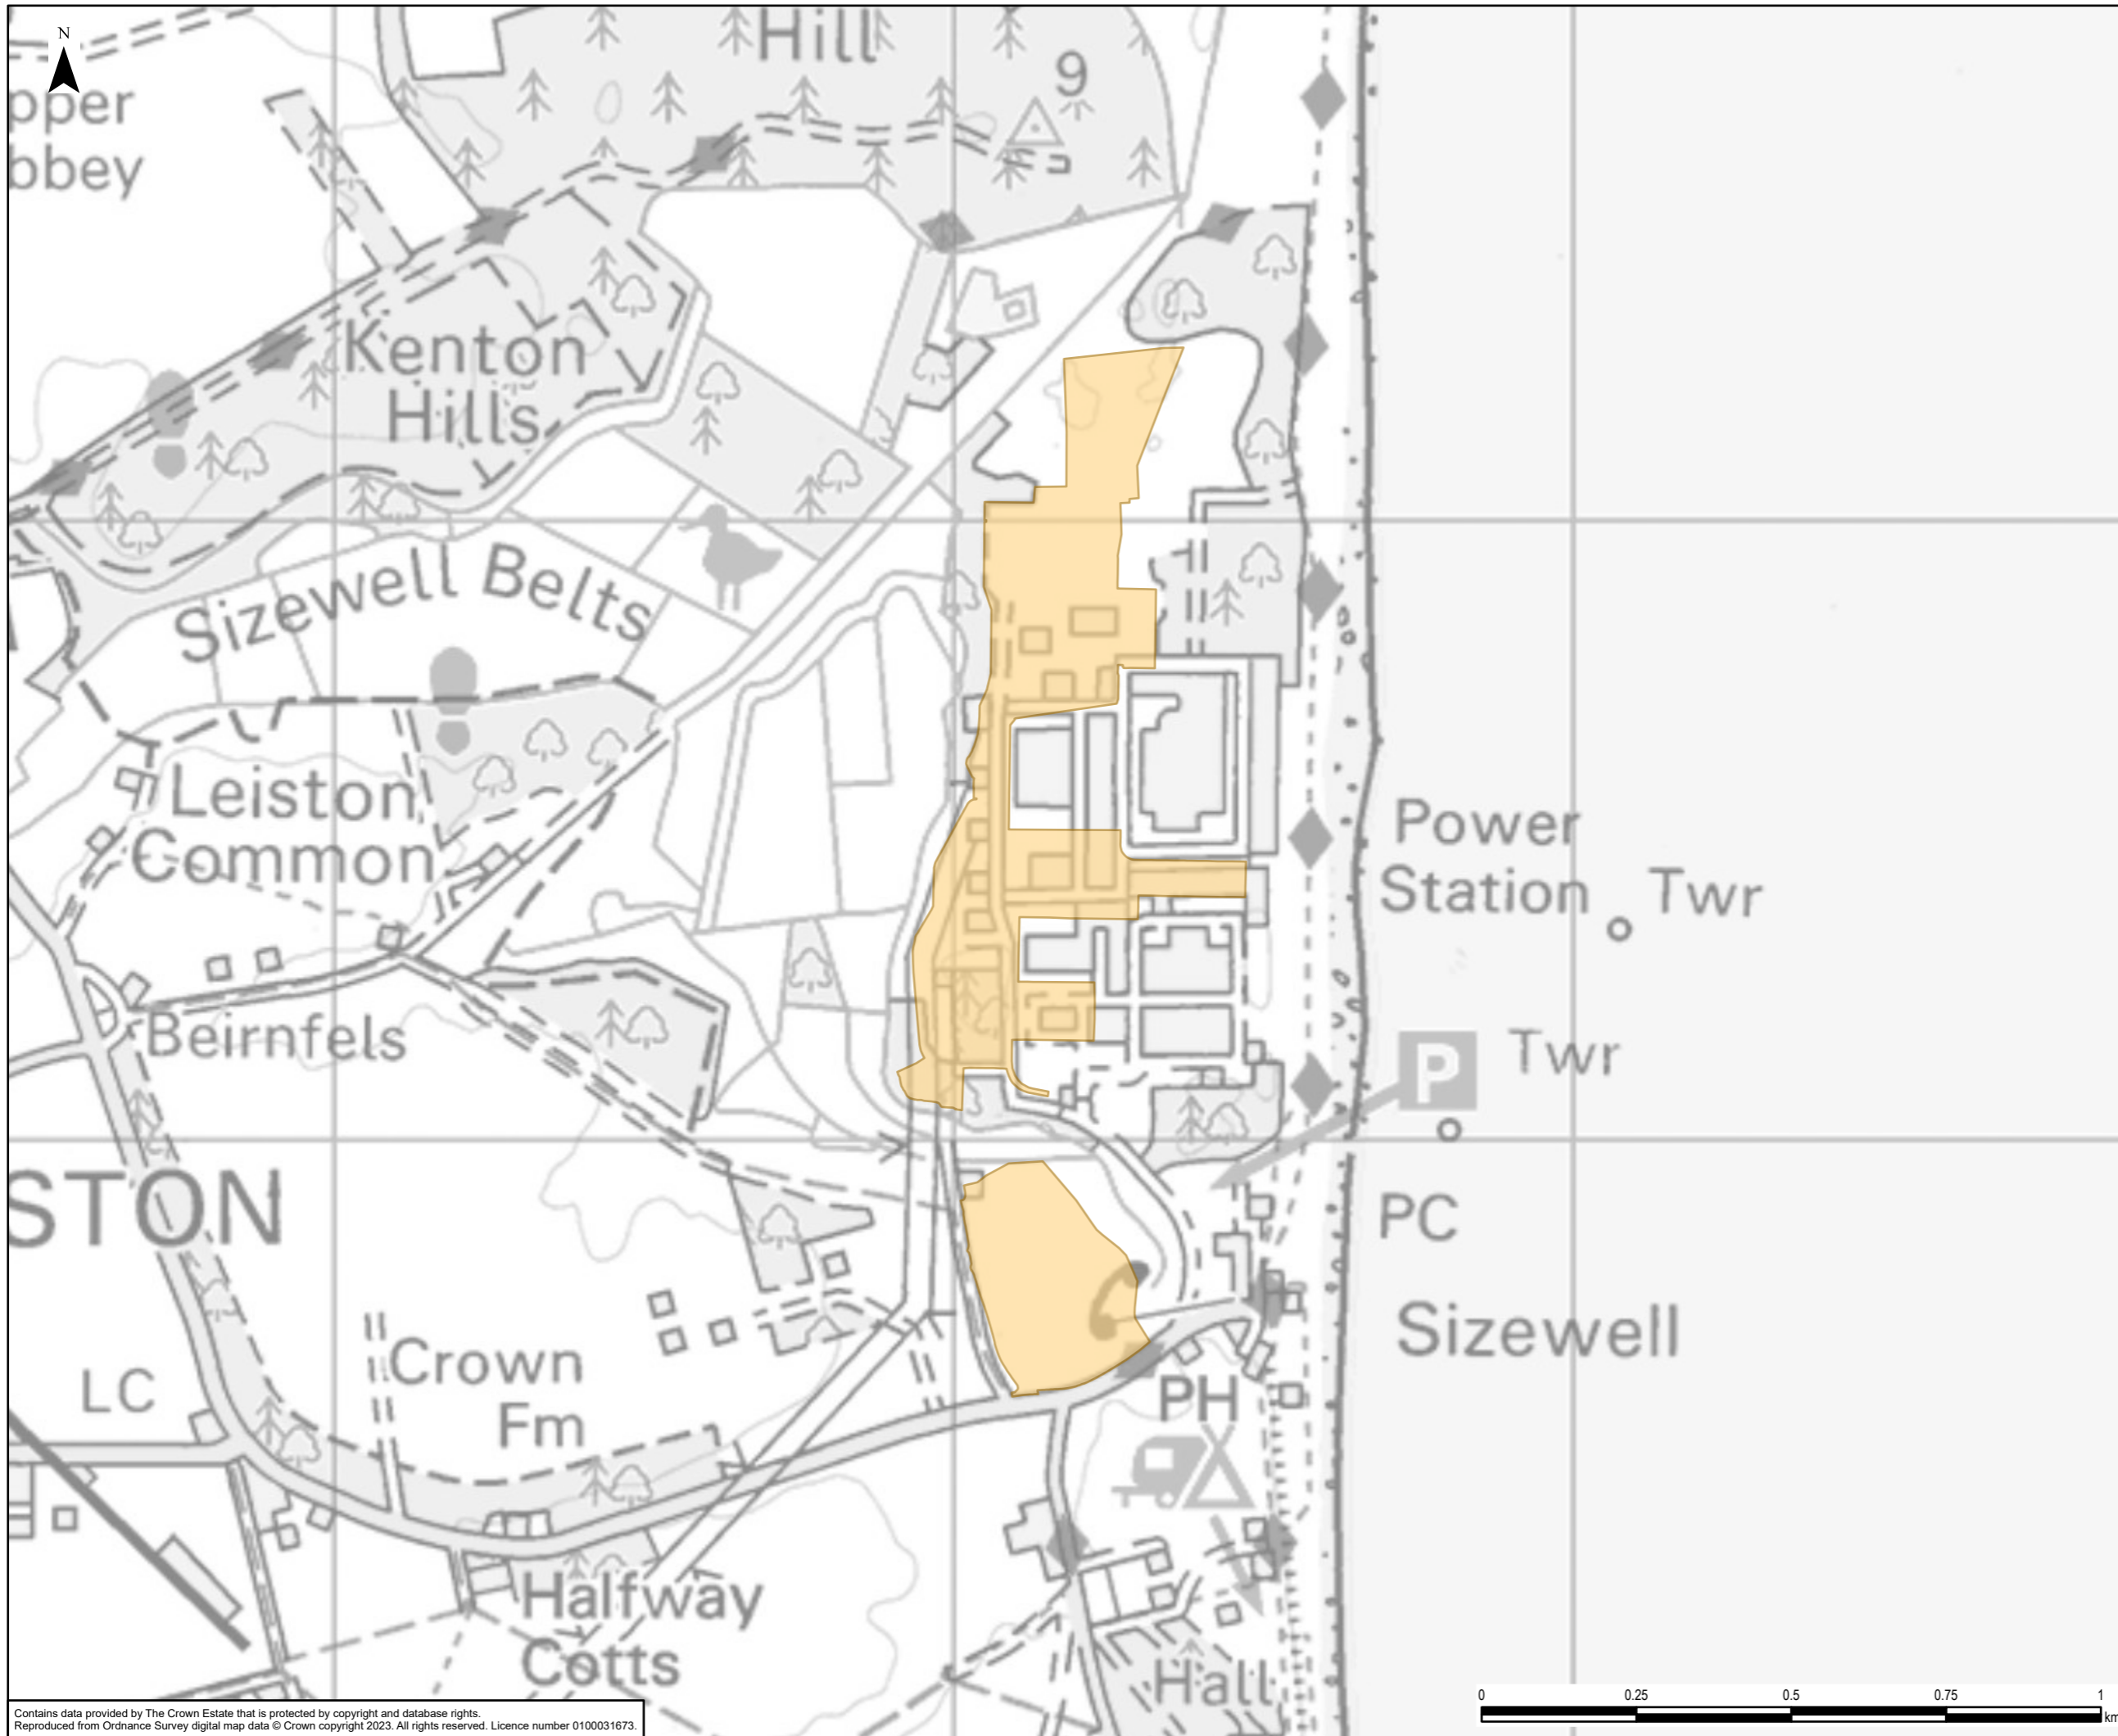 N
Hill
9
pper
bbey
Kenton
Hills
Sizewell Belts
Leiston
Common
Power
Station
Twr
Beirnfels
P
Twr
STON
PC
Sizewell
Crown
Fm
LC
PH
Halfway
Cotts
Hall
0 0.25 0.5 0.75 1
km
Contains data provided by The Crown Estate that is protected by copyright and database rights.
Reproduced from Ordnance Survey digital map data © Crown copyright 2023. All rights reserved. Licence number 0100031673.